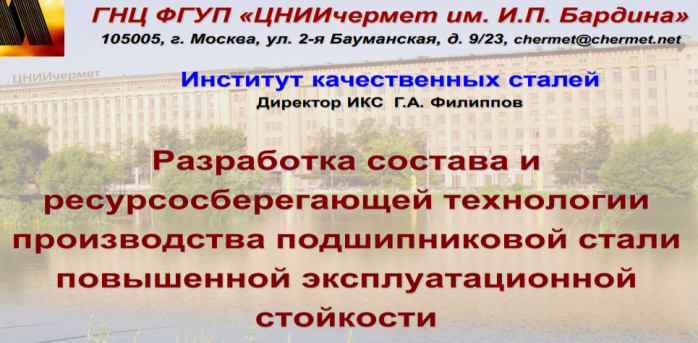 ГНЦ ФГУП «ЦНИИчермет им. И.П. Бардина»
105005, г. Москва, ул. 2-я Бауманская, д. 9/23, chermet@chermet.net
ЦНИИчермет
Институт качественных сталей
Директор ИКС Г.А. Филиппов
Разработка состава и
ресурсосберегающей технологии
производства подшипниковой стали
повышенной эксплуатационной
стойкости